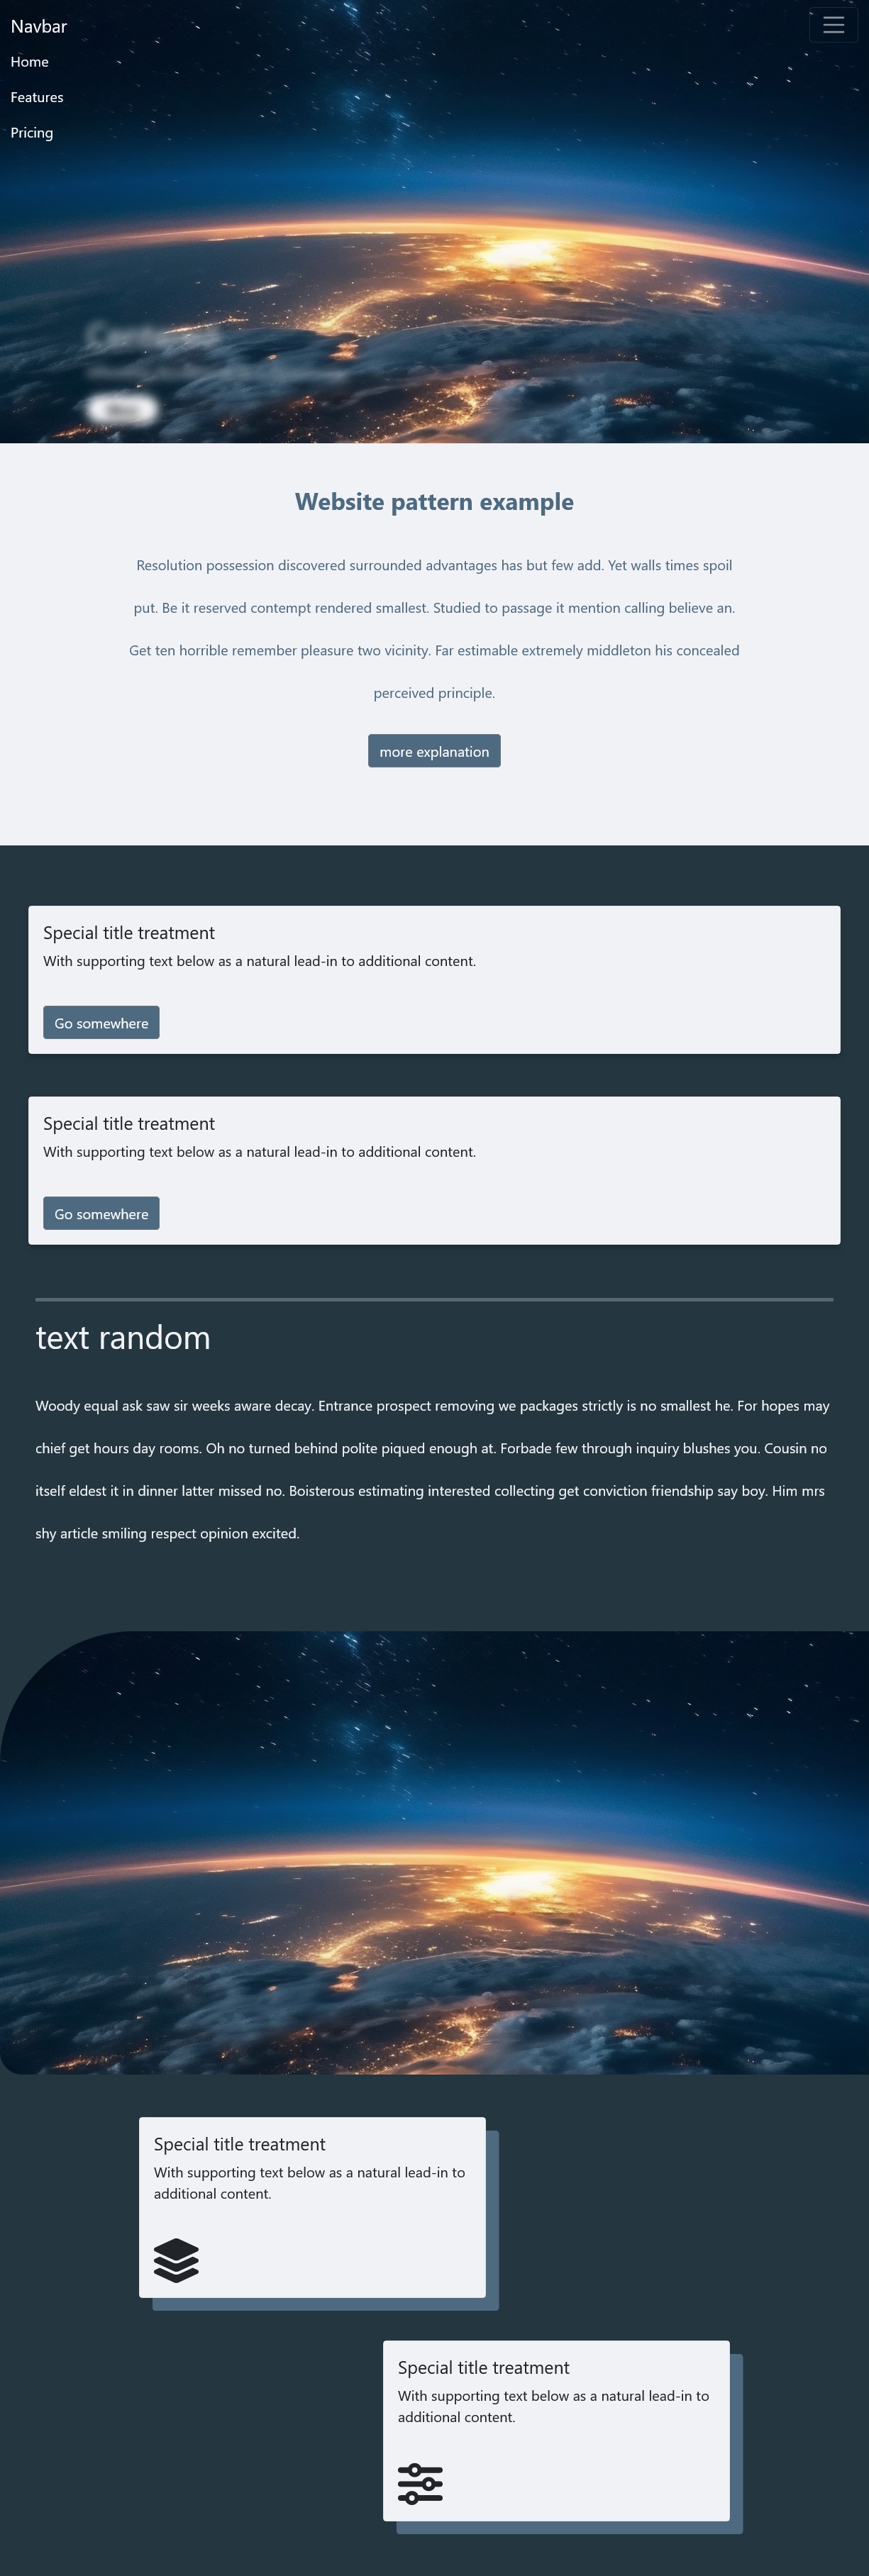 Navbar
Home
Features
Pricing
Website pattern example
Resolution possession discovered surrounded advantages has but few add. Yet walls times spoil
put. Be it reserved contempt rendered smallest. Studied to passage it mention calling believe an.
Get ten horrible remember pleasure two vicinity. Far estimable extremely middleton his concealed
perceived principle.
more explanation
Special title treatment
With supporting text below as a natural lead-in to additional content.
Go somewhere
Special title treatment
With supporting text below as a natural lead-in to additional content.
Go somewhere
text random
Woody equal ask saw sir weeks aware decay. Entrance prospect removing we packages strictly is no smallest he. For hopes may
chief get hours day rooms. Oh no turned behind polite piqued enough at. Forbade few through inquiry blushes you. Cousin no
itself eldest it in dinner latter missed no. Boisterous estimating interested collecting get conviction friendship say boy. Him mrs
shy article smiling respect opinion excited.
Special title treatment
With supporting text below as a natural lead-in to
additional content.
Special title treatment
With supporting text below as a natural lead-in to
additional content.